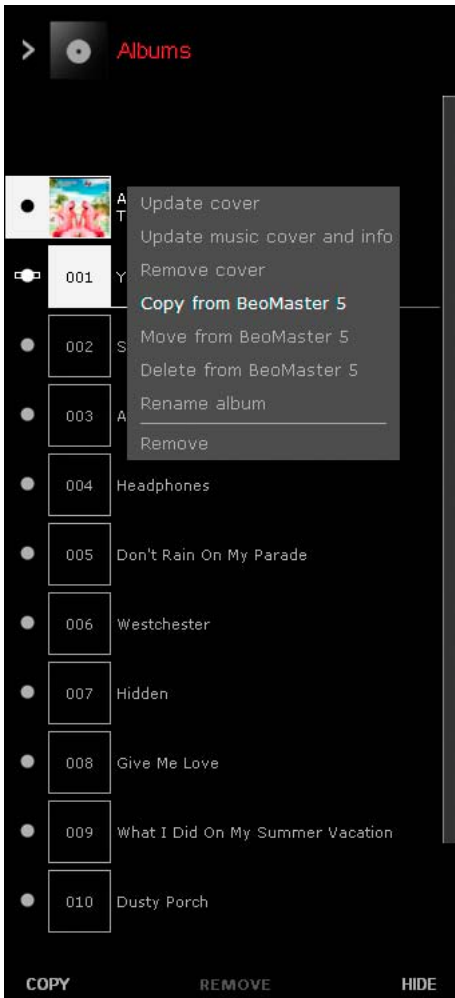 Albums
A
T
Update cover
Update music cover and info
001
Y
Remove cover
Copy from BeoMaster 5
002
S
Move from BeoMaster 5
Delete from BeoMaster 5
003
A
Rename album
Remove
004 Headphones
005 Don't Rain On My Parade
006 Westchester
007 Hidden
008 Give Me Love
009 What I Did On My Summer Vacation
010 Dusty Porch
COPY REMOVE HIDE